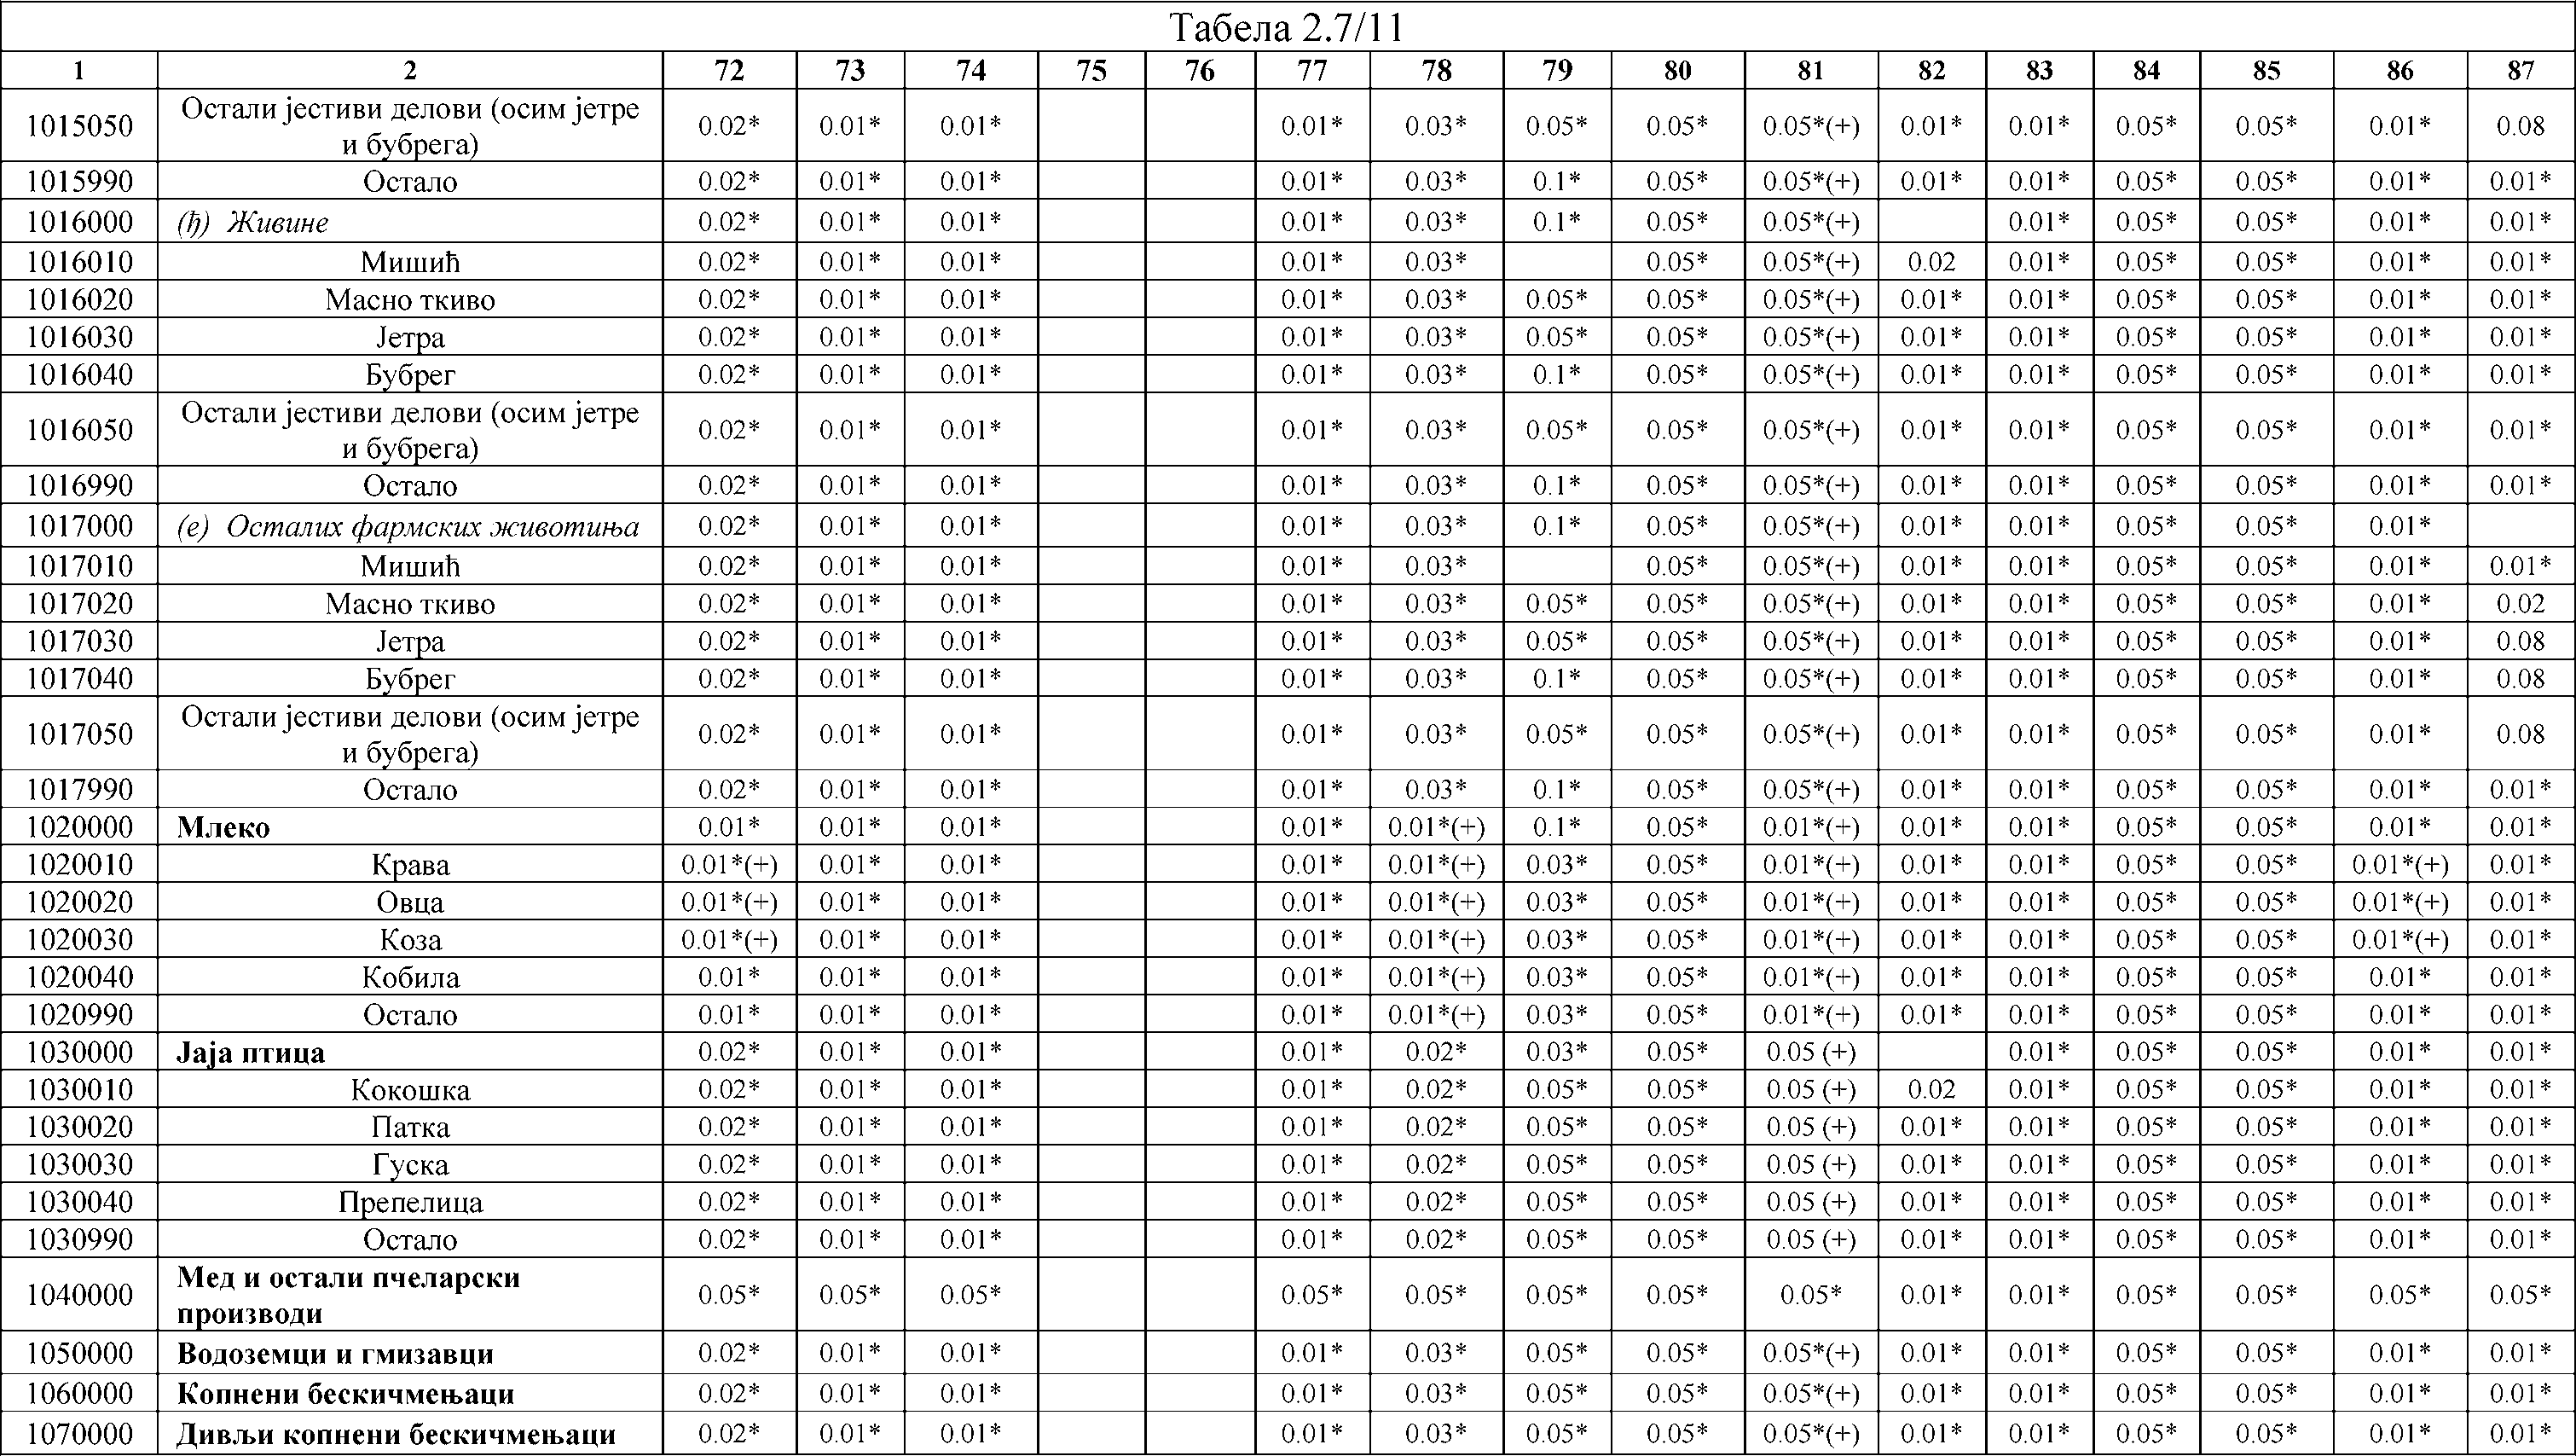 Табела 2.7/11
1 2 72 73 74 75 76 77 78 79 80 81 82 83 84 85 86 87
1015050 Остали јестиви делови (осим јетре и бубрега) 0.02* 0.01* 0.01* 0.01* 0.03* 0.05* 0.05* 0.05*(+) 0.01* 0.01* 0.05* 0.05* 0.01* 0.08
1015990 Остало 0.02* 0.01* 0.01* 0.01* 0.03* 0.1* 0.05* 0.05*(+) 0.01* 0.01* 0.05* 0.05* 0.01* 0.01*
1016000 (ђ) Живине 0.02* 0.01* 0.01* 0.01* 0.03* 0.1* 0.05* 0.05*(+) 0.01* 0.05* 0.05* 0.01* 0.01*
1016010 Мишић 0.02* 0.01* 0.01* 0.01* 0.03* 0.05* 0.05*(+) 0.02 0.01* 0.05* 0.05* 0.01* 0.01*
1016020 Масно ткиво 0.02* 0.01* 0.01* 0.01* 0.03* 0.05* 0.05* 0.05*(+) 0.01* 0.01* 0.05* 0.05* 0.01* 0.01*
1016030 Јетра 0.02* 0.01* 0.01* 0.01* 0.03* 0.05* 0.05* 0.05*(+) 0.01* 0.01* 0.05* 0.05* 0.01* 0.01*
1016040 Бубрег 0.02* 0.01* 0.01* 0.01* 0.03* 0.1* 0.05* 0.05*(+) 0.01* 0.01* 0.05* 0.05* 0.01* 0.01*
1016050 Остали јестиви делови (осим јетре и бубрега) 0.02* 0.01* 0.01* 0.01* 0.03* 0.05* 0.05* 0.05*(+) 0.01* 0.01* 0.05* 0.05* 0.01* 0.01*
1016990 Остало 0.02* 0.01* 0.01* 0.01* 0.03* 0.1* 0.05* 0.05*(+) 0.01* 0.01* 0.05* 0.05* 0.01* 0.01*
1017000 (е) Осталих фармских животиња 0.02* 0.01* 0.01* 0.01* 0.03* 0.1* 0.05* 0.05*(+) 0.01* 0.01* 0.05* 0.05* 0.01*
1017010 Мишић 0.02* 0.01* 0.01* 0.01* 0.03* 0.05* 0.05*(+) 0.01* 0.01* 0.05* 0.05* 0.01* 0.01*
1017020 Масно ткиво 0.02* 0.01* 0.01* 0.01* 0.03* 0.05* 0.05* 0.05*(+) 0.01* 0.01* 0.05* 0.05* 0.01* 0.02
1017030 Јетра 0.02* 0.01* 0.01* 0.01* 0.03* 0.05* 0.05* 0.05*(+) 0.01* 0.01* 0.05* 0.05* 0.01* 0.08
1017040 Бубрег 0.02* 0.01* 0.01* 0.01* 0.03* 0.1* 0.05* 0.05*(+) 0.01* 0.01* 0.05* 0.05* 0.01* 0.08
1017050 Остали јестиви делови (осим јетре и бубрега) 0.02* 0.01* 0.01* 0.01* 0.03* 0.05* 0.05* 0.05*(+) 0.01* 0.01* 0.05* 0.05* 0.01* 0.08
1017990 Остало 0.02* 0.01* 0.01* 0.01* 0.03* 0.1* 0.05* 0.05*(+) 0.01* 0.01* 0.05* 0.05* 0.01* 0.01*
1020000 Млеко 0.01* 0.01* 0.01* 0.01* 0.01*(+) 0.1* 0.05* 0.01*(+) 0.01* 0.01* 0.05* 0.05* 0.01* 0.01*
1020010 Крава 0.01*(+) 0.01* 0.01* 0.01* 0.01*(+) 0.03* 0.05* 0.01*(+) 0.01* 0.01* 0.05* 0.05* 0.01*(+) 0.01*
1020020 Овца 0.01*(+) 0.01* 0.01* 0.01* 0.01*(+) 0.03* 0.05* 0.01*(+) 0.01* 0.01* 0.05* 0.05* 0.01*(+) 0.01*
1020030 Коза 0.01*(+) 0.01* 0.01* 0.01* 0.01*(+) 0.03* 0.05* 0.01*(+) 0.01* 0.01* 0.05* 0.05* 0.01*(+) 0.01*
1020040 Кобила 0.01* 0.01* 0.01* 0.01* 0.01*(+) 0.03* 0.05* 0.01*(+) 0.01* 0.01* 0.05* 0.05* 0.01* 0.01*
1020990 Остало 0.01* 0.01* 0.01* 0.01* 0.01*(+) 0.03* 0.05* 0.01*(+) 0.01* 0.01* 0.05* 0.05* 0.01* 0.01*
1030000 Јаја птица 0.02* 0.01* 0.01* 0.01* 0.02* 0.03* 0.05* 0.05 (+) 0.01* 0.05* 0.05* 0.01* 0.01*
1030010 Кокошка 0.02* 0.01* 0.01* 0.01* 0.02* 0.05* 0.05* 0.05 (+) 0.02 0.01* 0.05* 0.05* 0.01* 0.01*
1030020 Патка 0.02* 0.01* 0.01* 0.01* 0.02* 0.05* 0.05* 0.05 (+) 0.01* 0.01* 0.05* 0.05* 0.01* 0.01*
1030030 Гуска 0.02* 0.01* 0.01* 0.01* 0.02* 0.05* 0.05* 0.05 (+) 0.01* 0.01* 0.05* 0.05* 0.01* 0.01*
1030040 Препелица 0.02* 0.01* 0.01* 0.01* 0.02* 0.05* 0.05* 0.05 (+) 0.01* 0.01* 0.05* 0.05* 0.01* 0.01*
1030990 Остало 0.02* 0.01* 0.01* 0.01* 0.02* 0.05* 0.05* 0.05 (+) 0.01* 0.01* 0.05* 0.05* 0.01* 0.01*
1040000 Мед и остали пчеларски производи 0.05* 0.05* 0.05* 0.05* 0.05* 0.05* 0.05* 0.05* 0.01* 0.01* 0.05* 0.05* 0.05* 0.05*
1050000 Водоземци и гмизавци 0.02* 0.01* 0.01* 0.01* 0.03* 0.05* 0.05* 0.05*(+) 0.01* 0.01* 0.05* 0.05* 0.01* 0.01*
1060000 Копнени бескичмењаци 0.02* 0.01* 0.01* 0.01* 0.03* 0.05* 0.05* 0.05*(+) 0.01* 0.01* 0.05* 0.05* 0.01* 0.01*
1070000 Дивљи копнени бескичмењаци 0.02* 0.01* 0.01* 0.01* 0.03* 0.05* 0.05* 0.05*(+) 0.01* 0.01* 0.05* 0.05* 0.01* 0.01*